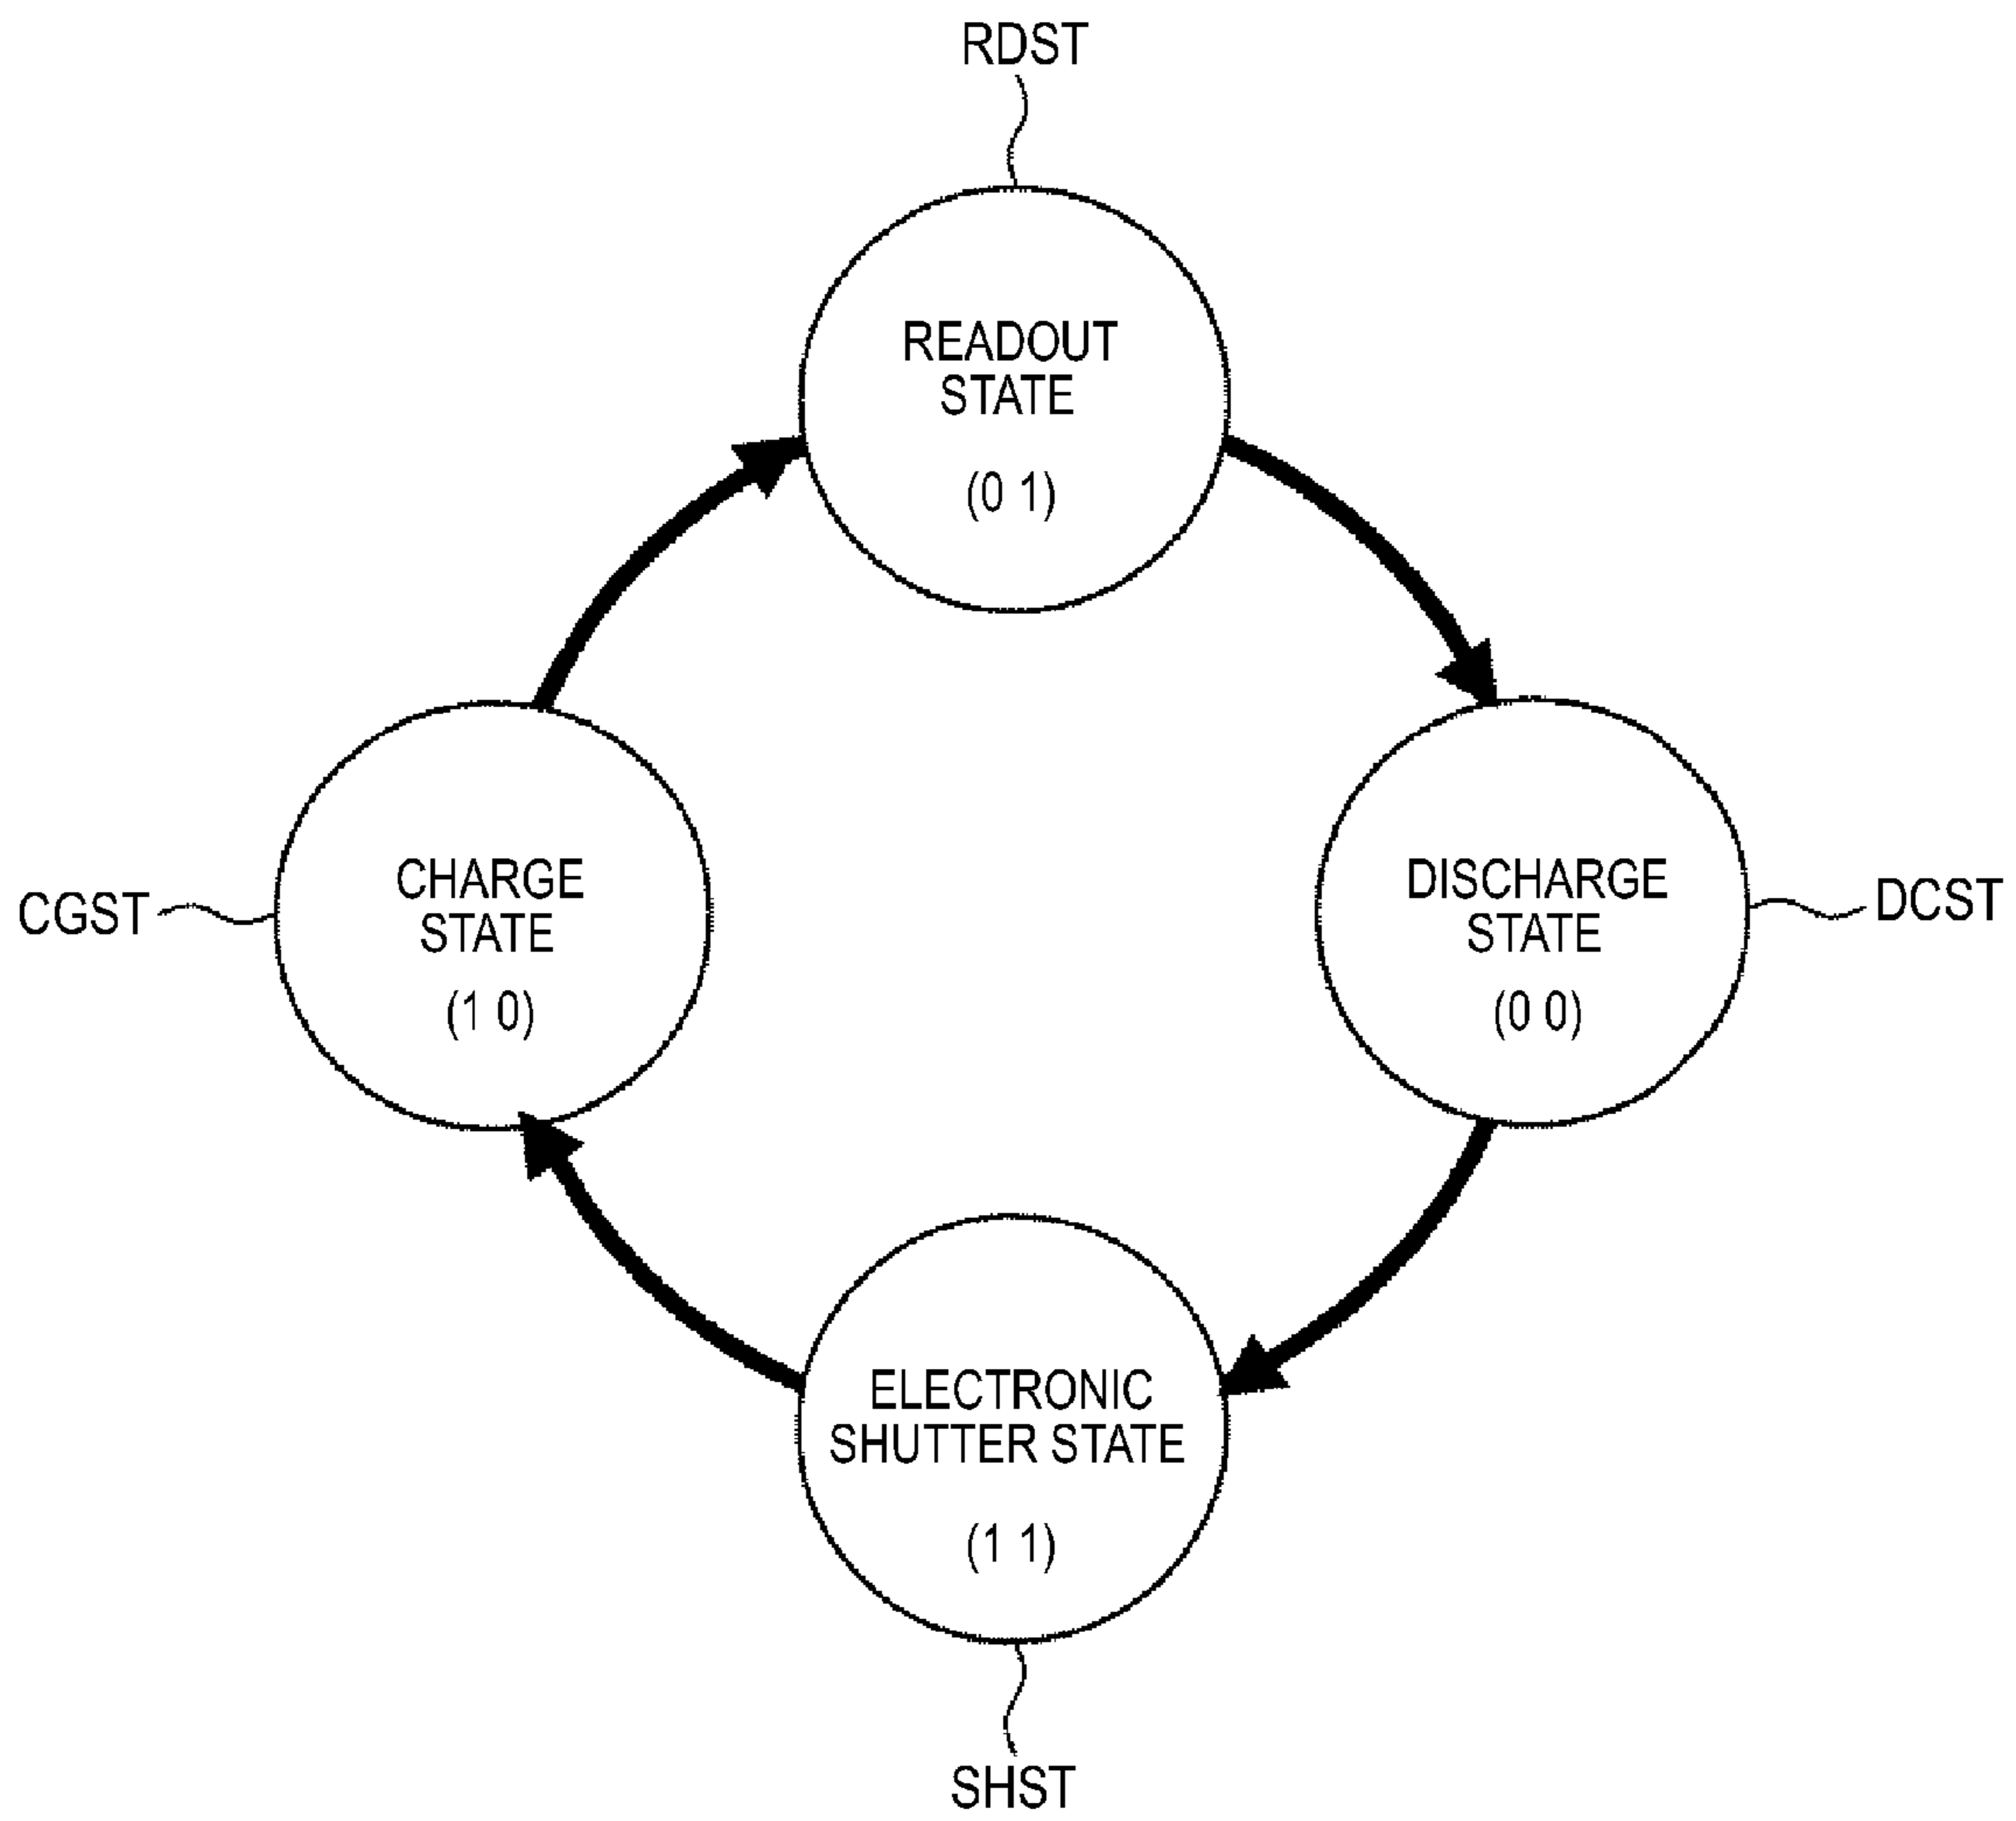 RDST
READOUT
STATE
(0 1)
CHARGE
STATE
(1 0)
CGST
DISCHARGE
STATE
(0 0)
DCST
ELECTRONIC
SHUTTER STATE
(1 1)
SHST